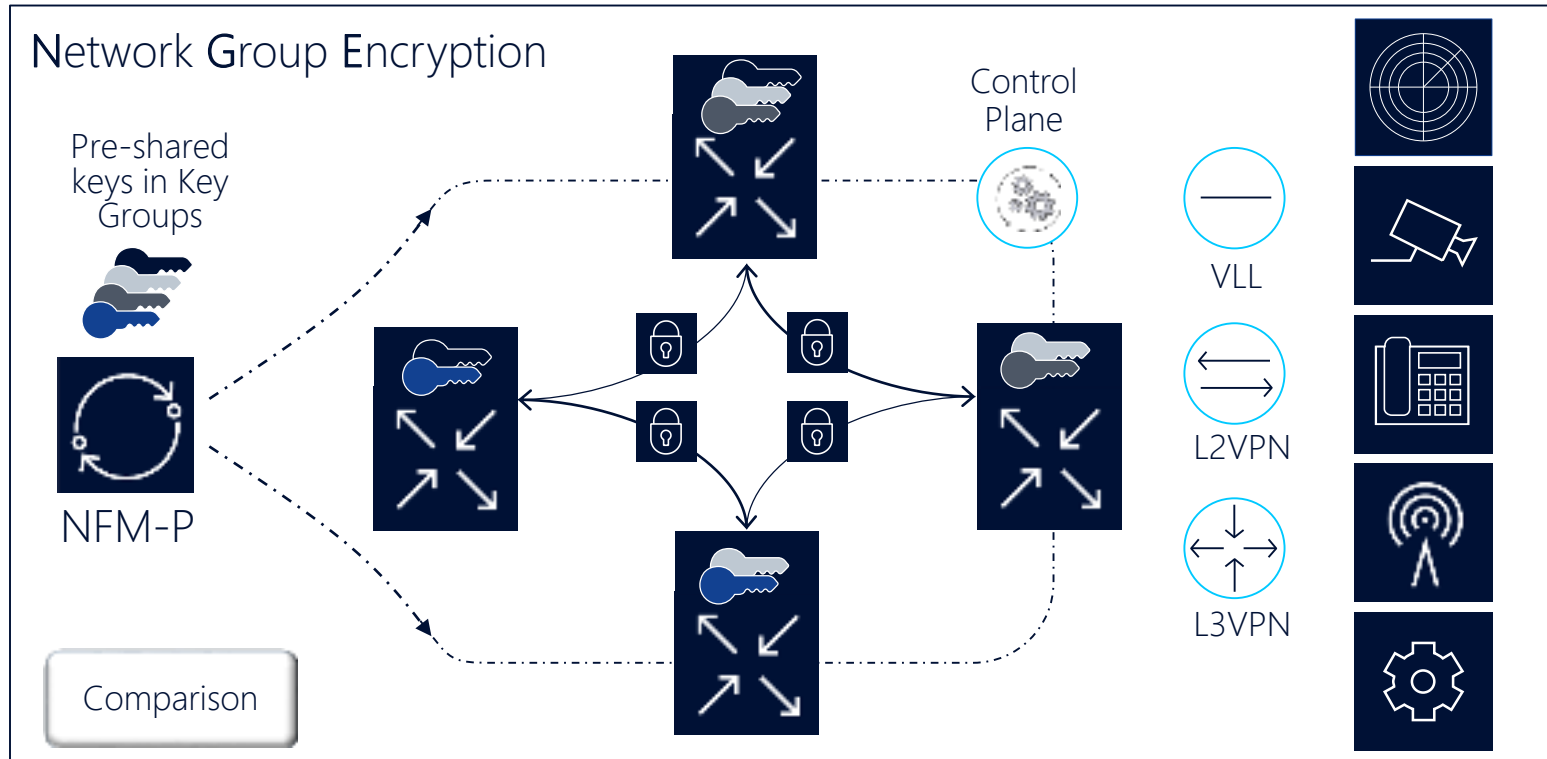 Network Group Encryption
Pre-shared
keys in Key
Groups
NFM-P
Control
Plane
VLL
L2VPN
L3VPN
Comparison